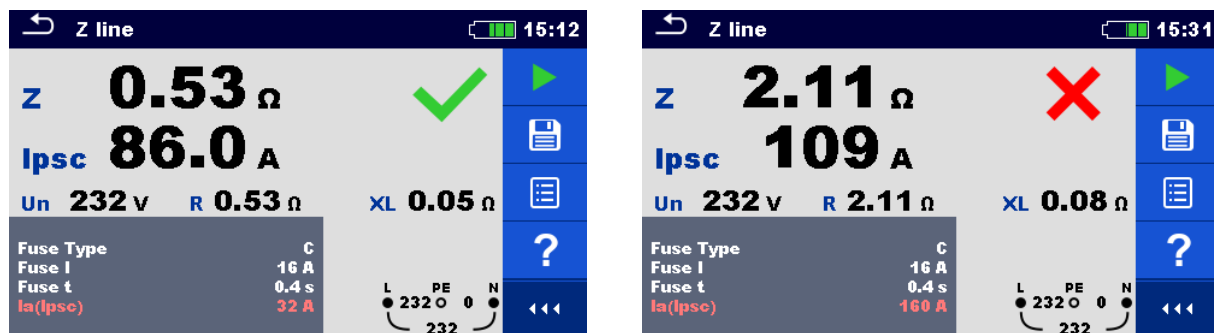 Z line 15:12
Z 0.53 Ω
Ipsc 86.0 A
Un 232 V R 0.53 Ω XL 0.05 Ω
Fuse Type C
Fuse I 16 A
Fuse t 0.4 s
Ia(Ipsc) 32 A
L PE N
232 0
232
?
Z line 15:31
Z 2.11 Ω
Ipsc 109 A
Un 232 V R 2.11 Ω XL 0.08 Ω
Fuse Type C
Fuse I 16 A
Fuse t 0.4 s
Ia(Ipsc) 160 A
L PE N
232 0
232
?